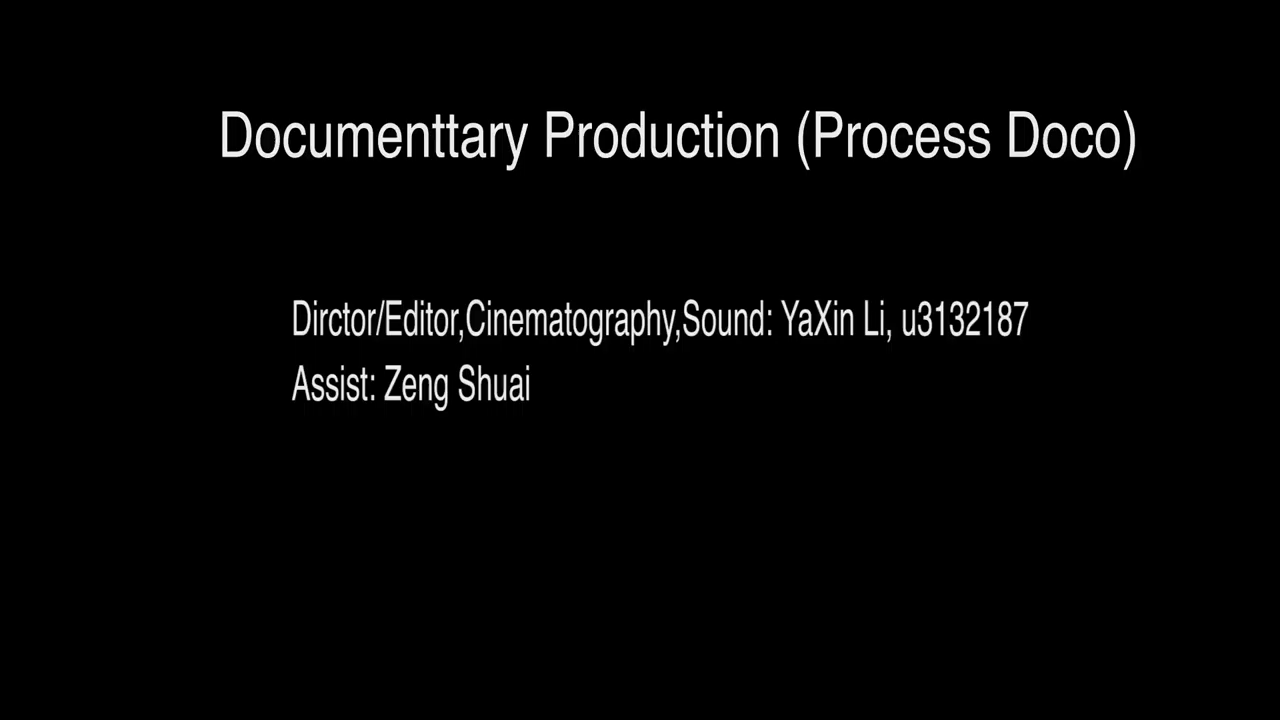 Documenttary Production (Process Doco)
Dirctor/Editor,Cinematography,Sound: YaXin Li, u3132187
Assist: Zeng Shuai